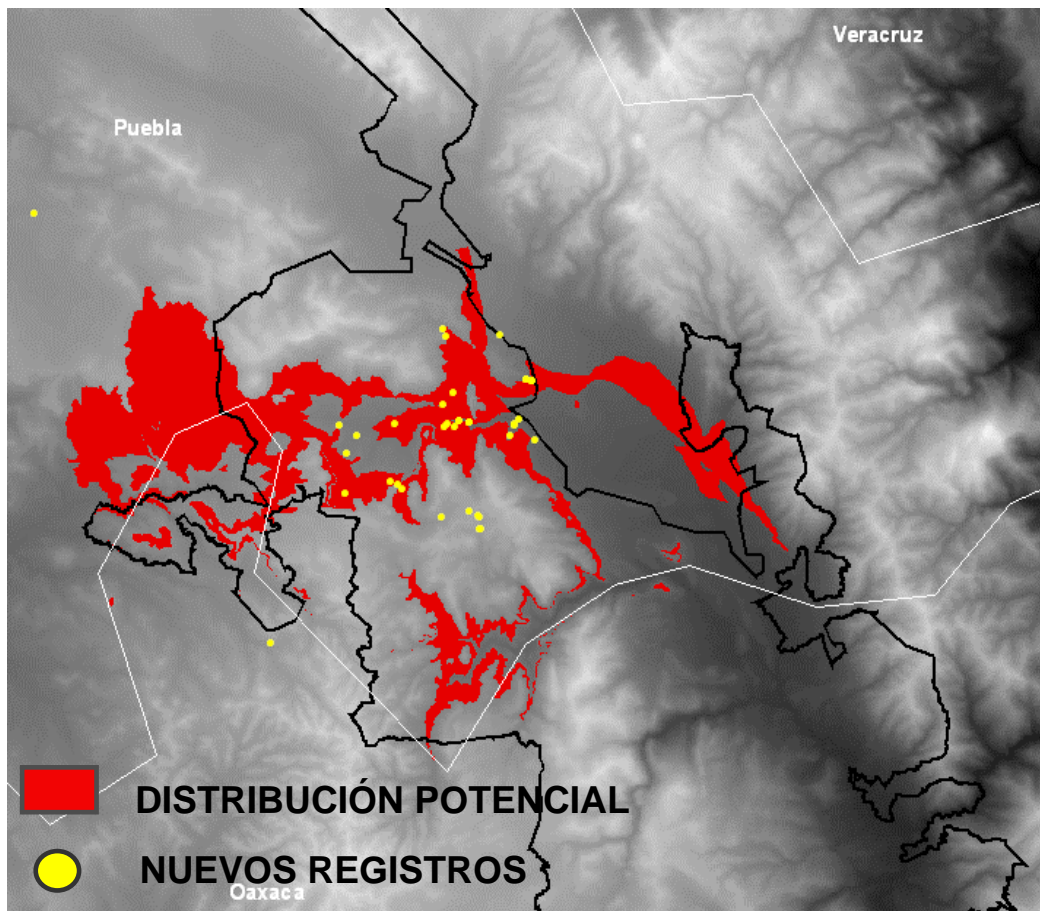 Veracruz
Puebla
DISTRIBUCIÓN POTENCIAL
NUEVOS REGISTROS
Oaxaca